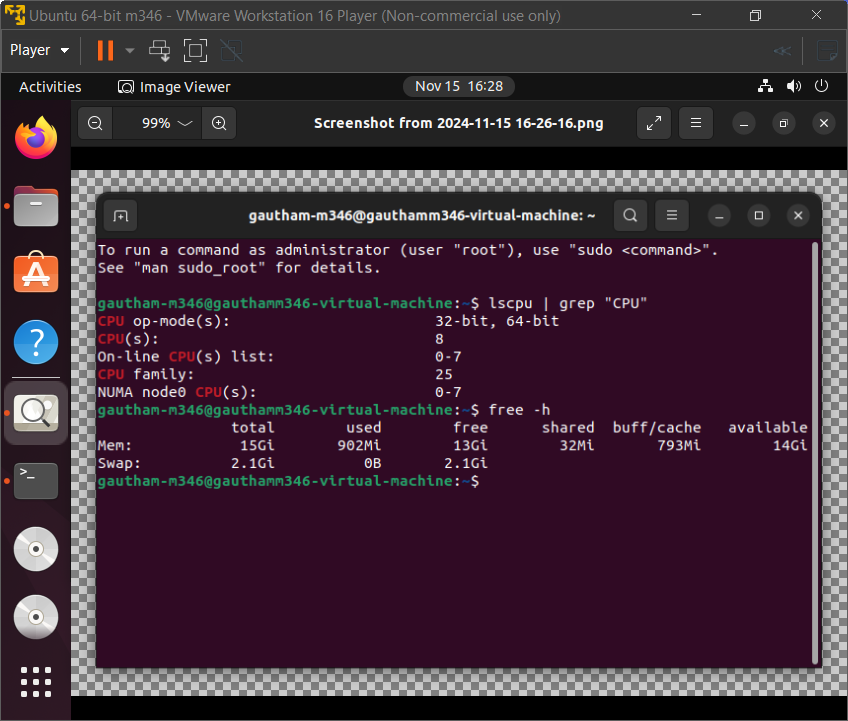 Ubuntu 64-bit m346 - VMware Workstation 16 Player (Non-commercial use only)
Player
Activities Image Viewer Nov 15 16:28
99% Screenshot from 2024-11-15 16-26-16.png
gautham-m346@gauthamm346-virtual-machine: ~
To run a command as administrator (user "root"), use "sudo <command>".
See "man sudo_root" for details.
gautham-m346@gauthamm346-virtual-machine:~$ lscpu | grep "CPU"
CPU op-mode(s): 32-bit, 64-bit
CPU(s): 8
On-line CPU(s) list: 0-7
CPU family: 25
NUMA node0 CPU(s): 0-7
gautham-m346@gauthamm346-virtual-machine:~$ free -h
total used free shared buff/cache available
Mem: 15Gi 902Mi 13Gi 32Mi 793Mi 14Gi
Swap: 2.1Gi 0B 2.1Gi
gautham-m346@gauthamm346-virtual-machine:~$